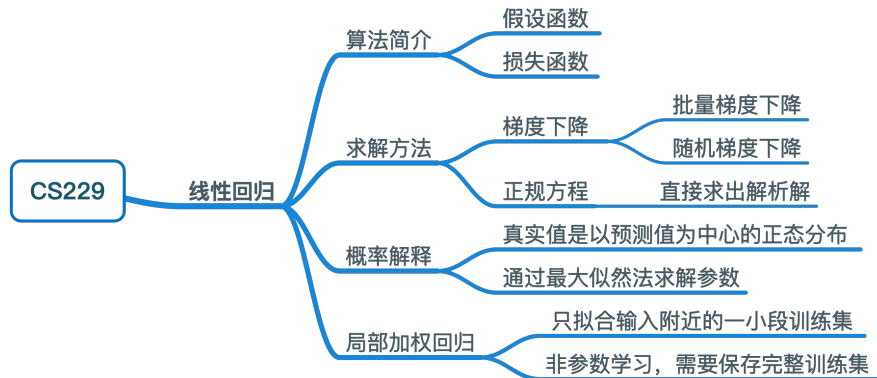 CS229
线性回归
算法简介
假设函数
损失函数
求解方法
梯度下降
批量梯度下降
随机梯度下降
正规方程
直接求出解析解
概率解释
真实值是以预测值为中心的正态分布
通过最大似然法求解参数
局部加权回归
只拟合输入附近的一小段训练集
非参数学习，需要保存完整训练集